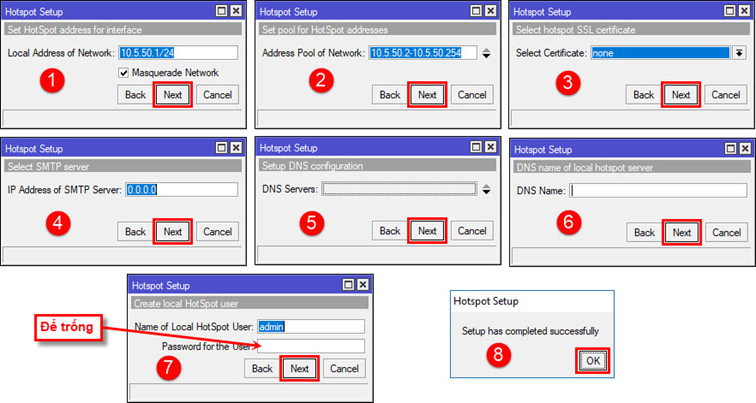 Hotspot Setup
Set HotSpot address for interface
Local Address of Network: 10.5.50.1/24
Masquerade Network
Back Next Cancel
1
Hotspot Setup
Set pool for HotSpot addresses
Address Pool of Network: 10.5.50.2-10.5.50.254
Back Next Cancel
2
Hotspot Setup
Select hotspot SSL certificate
Select Certificate: none
Back Next Cancel
3
Hotspot Setup
Select SMTP server
IP Address of SMTP Server: 0.0.0.0
Back Next Cancel
4
Hotspot Setup
Setup DNS configuration
DNS Servers:
Back Next Cancel
5
Hotspot Setup
DNS name of local hotspot server
DNS Name:
Back Next Cancel
6
Hotspot Setup
Create local HotSpot user
Name of Local HotSpot User: admin
Để trống
Password for the User:
Back Next Cancel
7
Hotspot Setup
Setup has completed successfully
8
OK